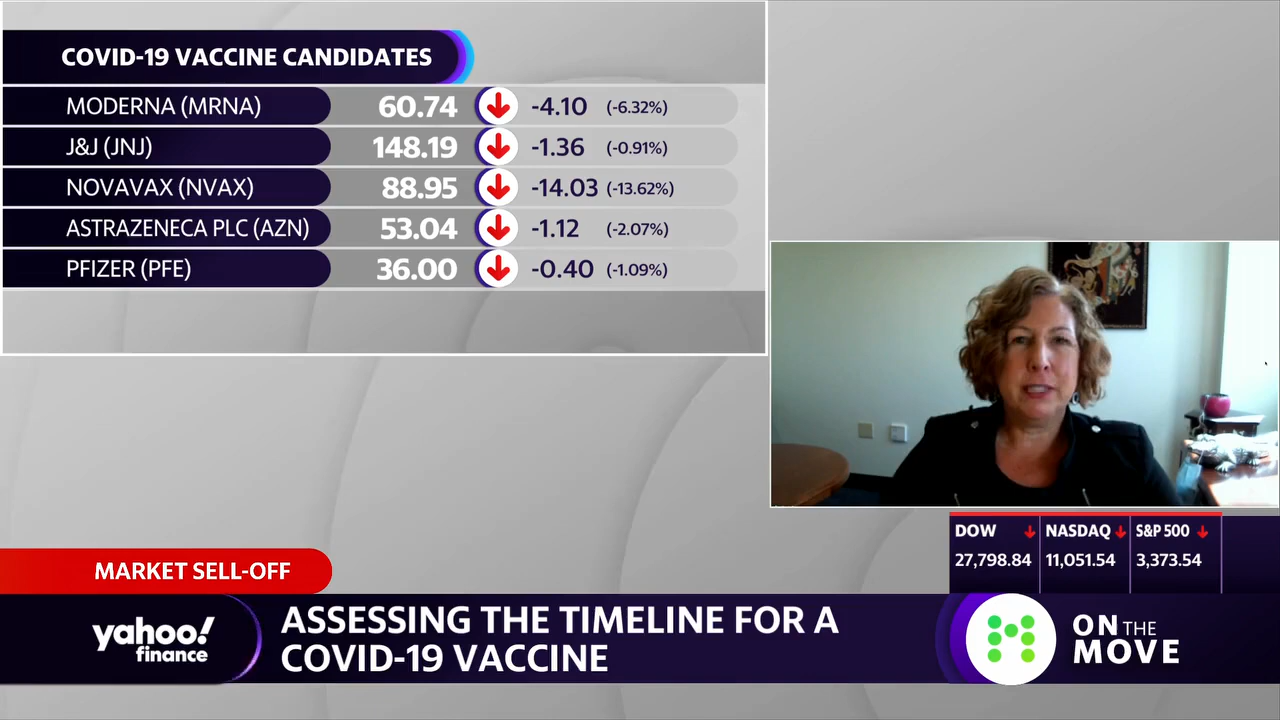 COVID-19 VACCINE CANDIDATES
MODERNA (MRNA) 60.74 -4.10 (-6.32%)
J&J (JNJ) 148.19 -1.36 (-0.91%)
NOVAVAX (NVAX) 88.95 -14.03 (-13.62%)
ASTRAZENECA PLC (AZN) 53.04 -1.12 (-2.07%)
PFIZER (PFE) 36.00 -0.40 (-1.09%)
DOW NASDAQ S&P 500
27,798.84 11,051.54 3,373.54
MARKET SELL-OFF
yahoo!
finance
ASSESSING THE TIMELINE FOR A
COVID-19 VACCINE
ON THE
MOVE